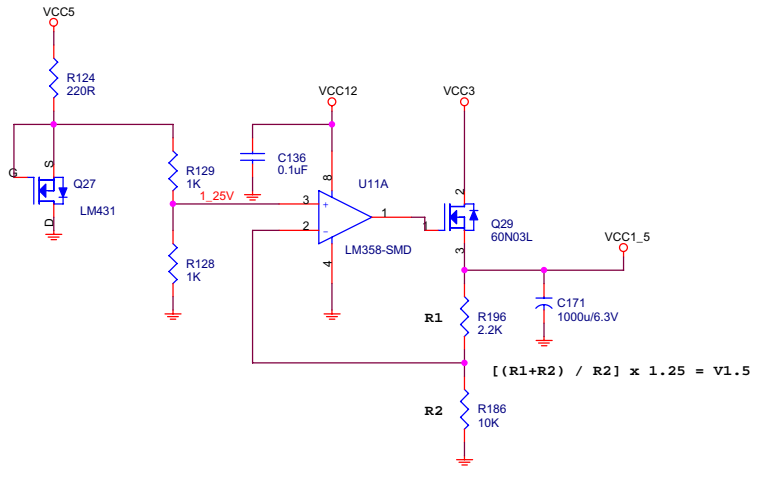 VCC5
R124
220R
G
S
D
Q27
LM431
R129
1K
1_25V
R128
1K
VCC12
C136
0.1uF
8
U11A
3
+
2
−
1
4
LM358-SMD
VCC3
2
1
3
Q29
60N03L
VCC1_5
C171
1000u/6.3V
R1
R196
2.2K
[(R1+R2) / R2] x 1.25 = V1.5
R2
R186
10K